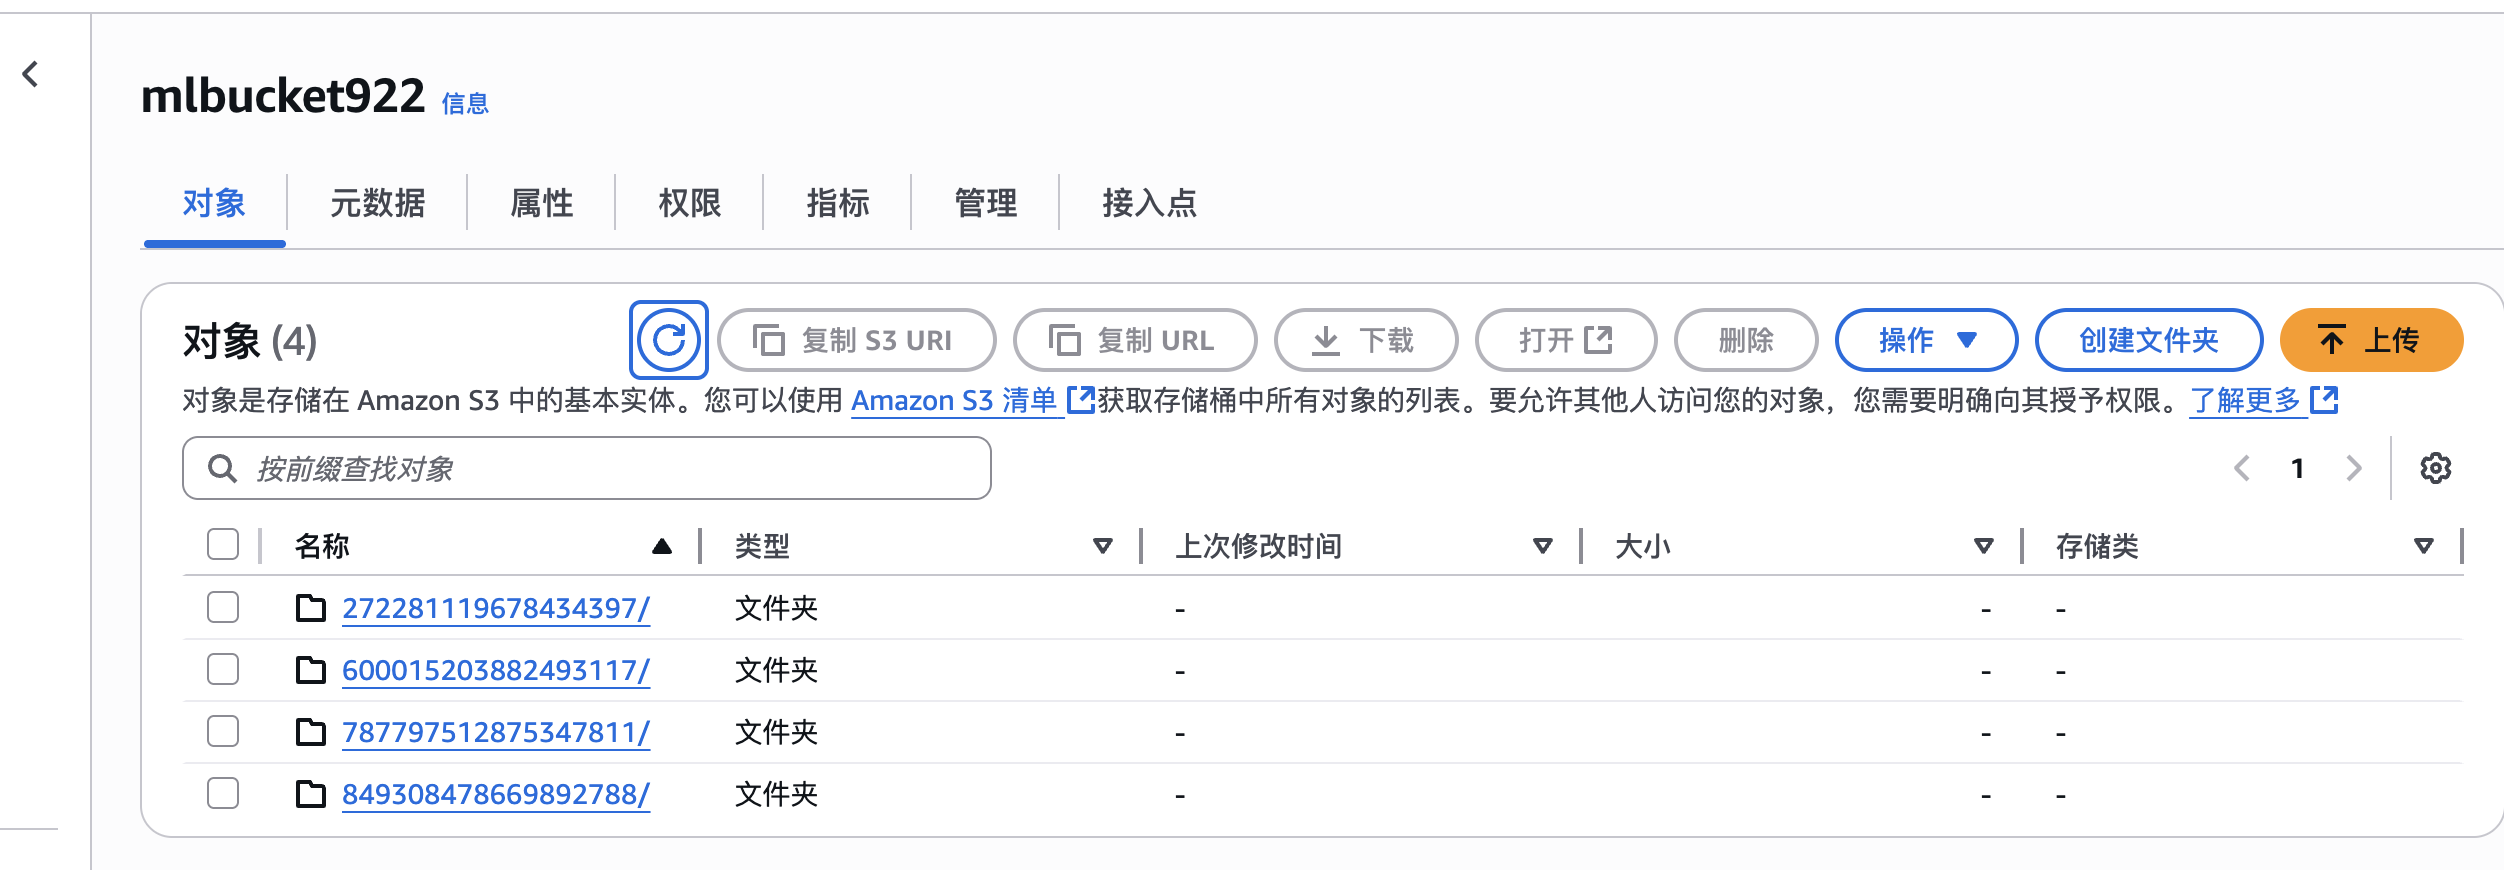 mlbucket922 信息
对象 元数据 属性 权限 指标 管理 接入点
对象 (4) 复制 S3 URI 复制 URL 下载 打开 删除 操作 创建文件夹 上传
对象是存储在 Amazon S3 中的基本实体。您可以使用 Amazon S3 清单 获取存储桶中所有对象的列表。要允许其他人访问您的对象，您需要明确向其授予权限。了解更多
按前缀查找对象 1
名称 类型 上次修改时间 大小 存储类
272281119678434397/ 文件夹 - - -
600015203882493117/ 文件夹 - - -
787797512875347811/ 文件夹 - - -
849308478669892788/ 文件夹 - - -